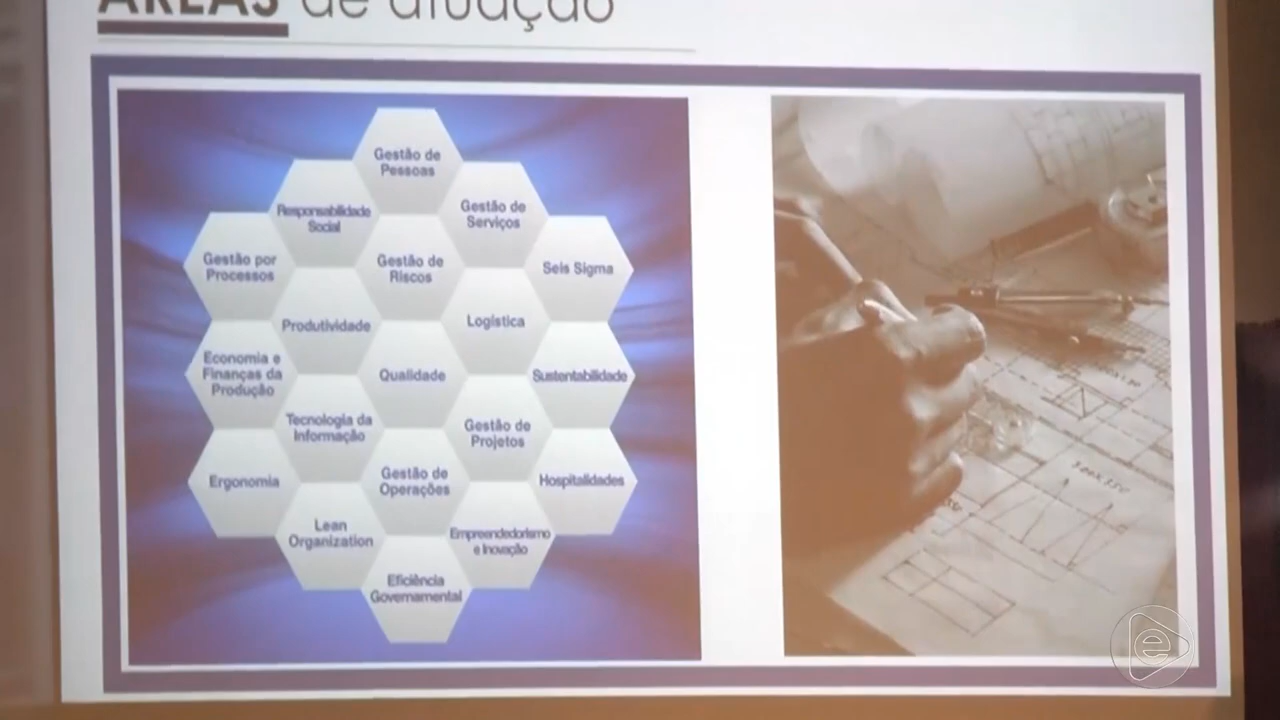 ÁREAS de atuação
Gestão de
Pessoas
Responsabilidade
Social
Gestão de
Serviços
Gestão por
Processos
Gestão de
Riscos
Seis Sigma
Produtividade
Logística
Economia e
Finanças da
Produção
Qualidade
Sustentabilidade
Tecnologia da
Informação
Gestão de
Projetos
Ergonomia
Gestão de
Operações
Hospitalidades
Lean
Organization
Empreendedorismo
e Inovação
Eficiência
Governamental
e